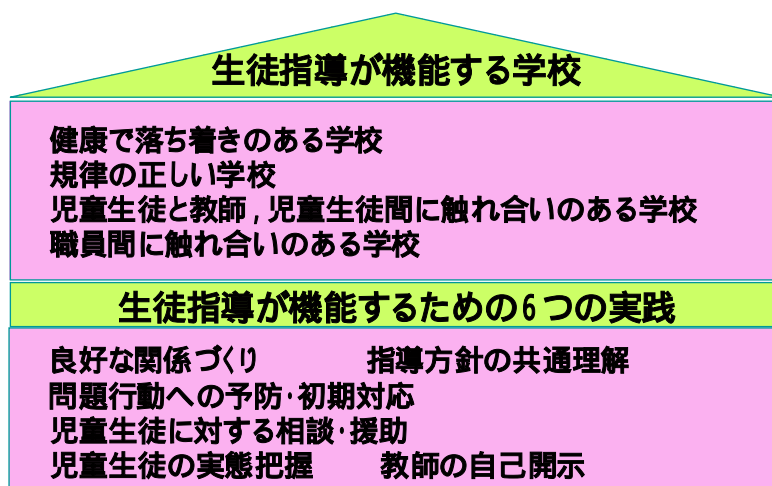 生徒指導が機能する学校
健康で落ち着きのある学校
規律の正しい学校
児童生徒と教師,児童生徒間に触れ合いのある学校
職員間に触れ合いのある学校
生徒指導が機能するための6つの実践
良好な関係づくり　　　指導方針の共通理解
問題行動への予防・初期対応
児童生徒に対する相談・援助
児童生徒の実態把握　　教師の自己開示